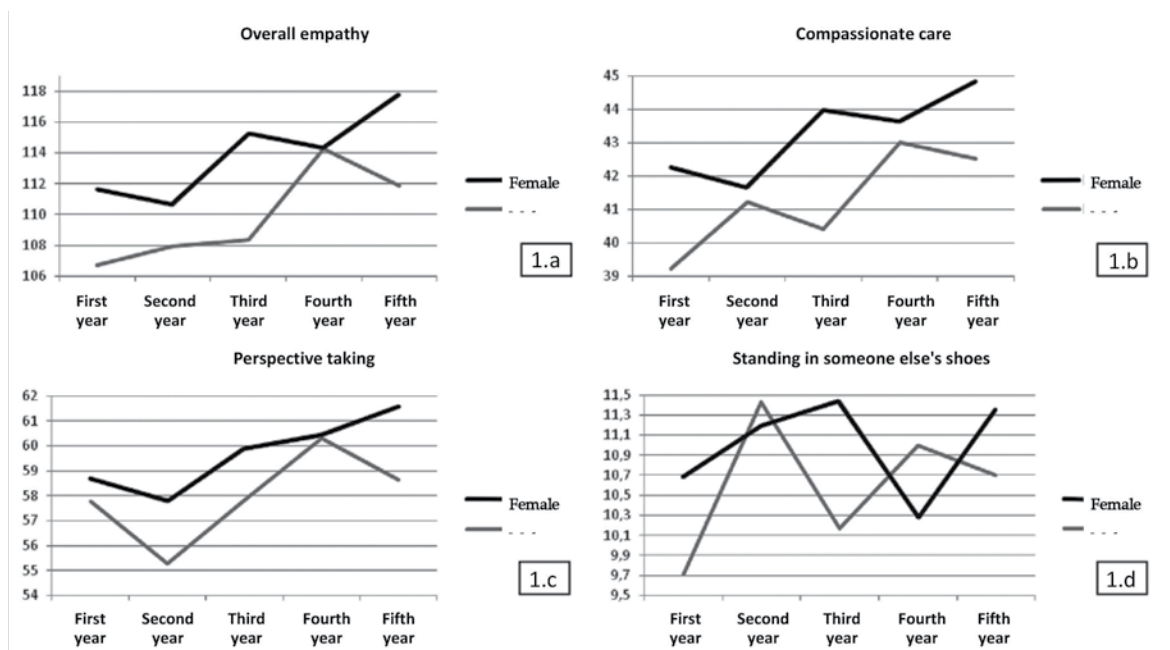 Overall empathy
118
116
114
112
110
108
106
First year
Second year
Third year
Fourth year
Fifth year
Female
1.a
Compassionate care
45
44
43
42
41
40
39
First year
Second year
Third year
Fourth year
Fifth year
Female
1.b
Perspective taking
62
61
60
59
58
57
56
55
54
First year
Second year
Third year
Fourth year
Fifth year
Female
1.c
Standing in someone else's shoes
11,5
11,3
11,1
10,9
10,7
10,5
10,3
10,1
9,9
9,7
9,5
First year
Second year
Third year
Fourth year
Fifth year
Female
1.d